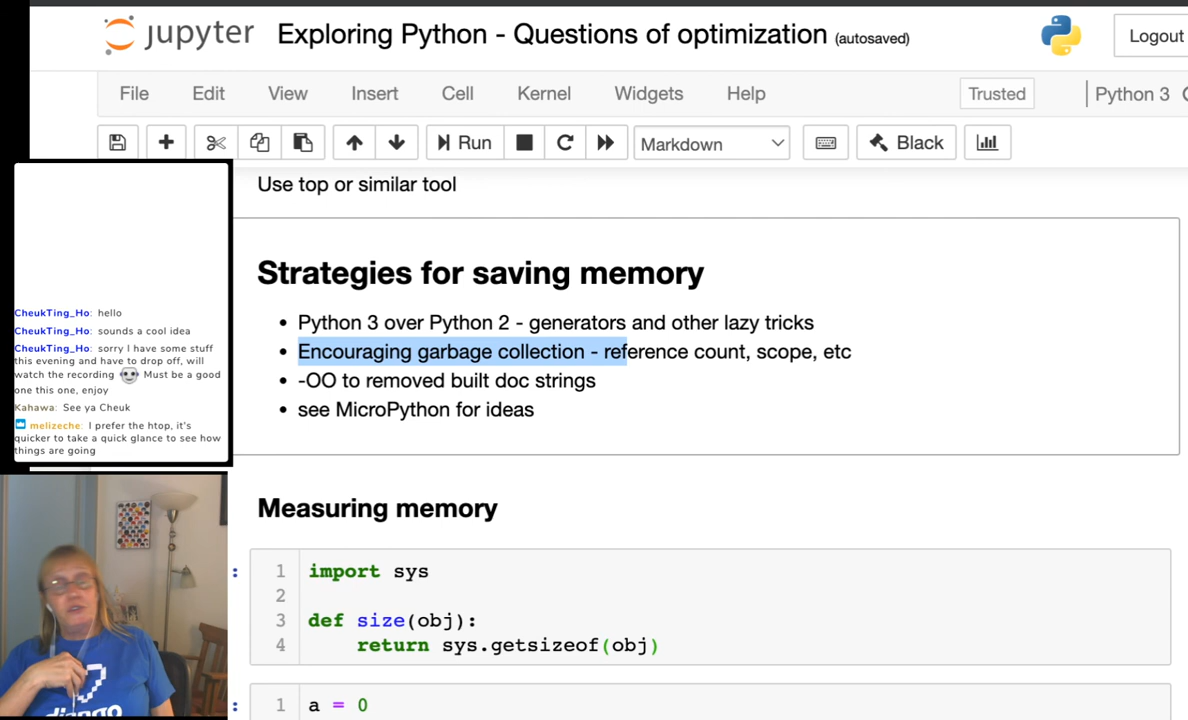 jupyter Exploring Python - Questions of optimization (autosaved)
Logout
File Edit View Insert Cell Kernel Widgets Help
Trusted
Python 3
Run
Markdown
Black
Use top or similar tool
Strategies for saving memory
• Python 3 over Python 2 - generators and other lazy tricks
• Encouraging garbage collection - reference count, scope, etc
• -OO to removed built doc strings
• see MicroPython for ideas
CheukTing_Ho: hello
CheukTing_Ho: sounds a cool idea
CheukTing_Ho: sorry I have some stuff
this evening and have to drop off, will
watch the recording Must be a good
one this one, enjoy
Kahawa: See ya Cheuk
melizeche: I prefer the htop, it's
quicker to take a quick glance to see how
things are going
Measuring memory
1 import sys
2
3 def size(obj):
4 return sys.getsizeof(obj)
1 a = 0
django